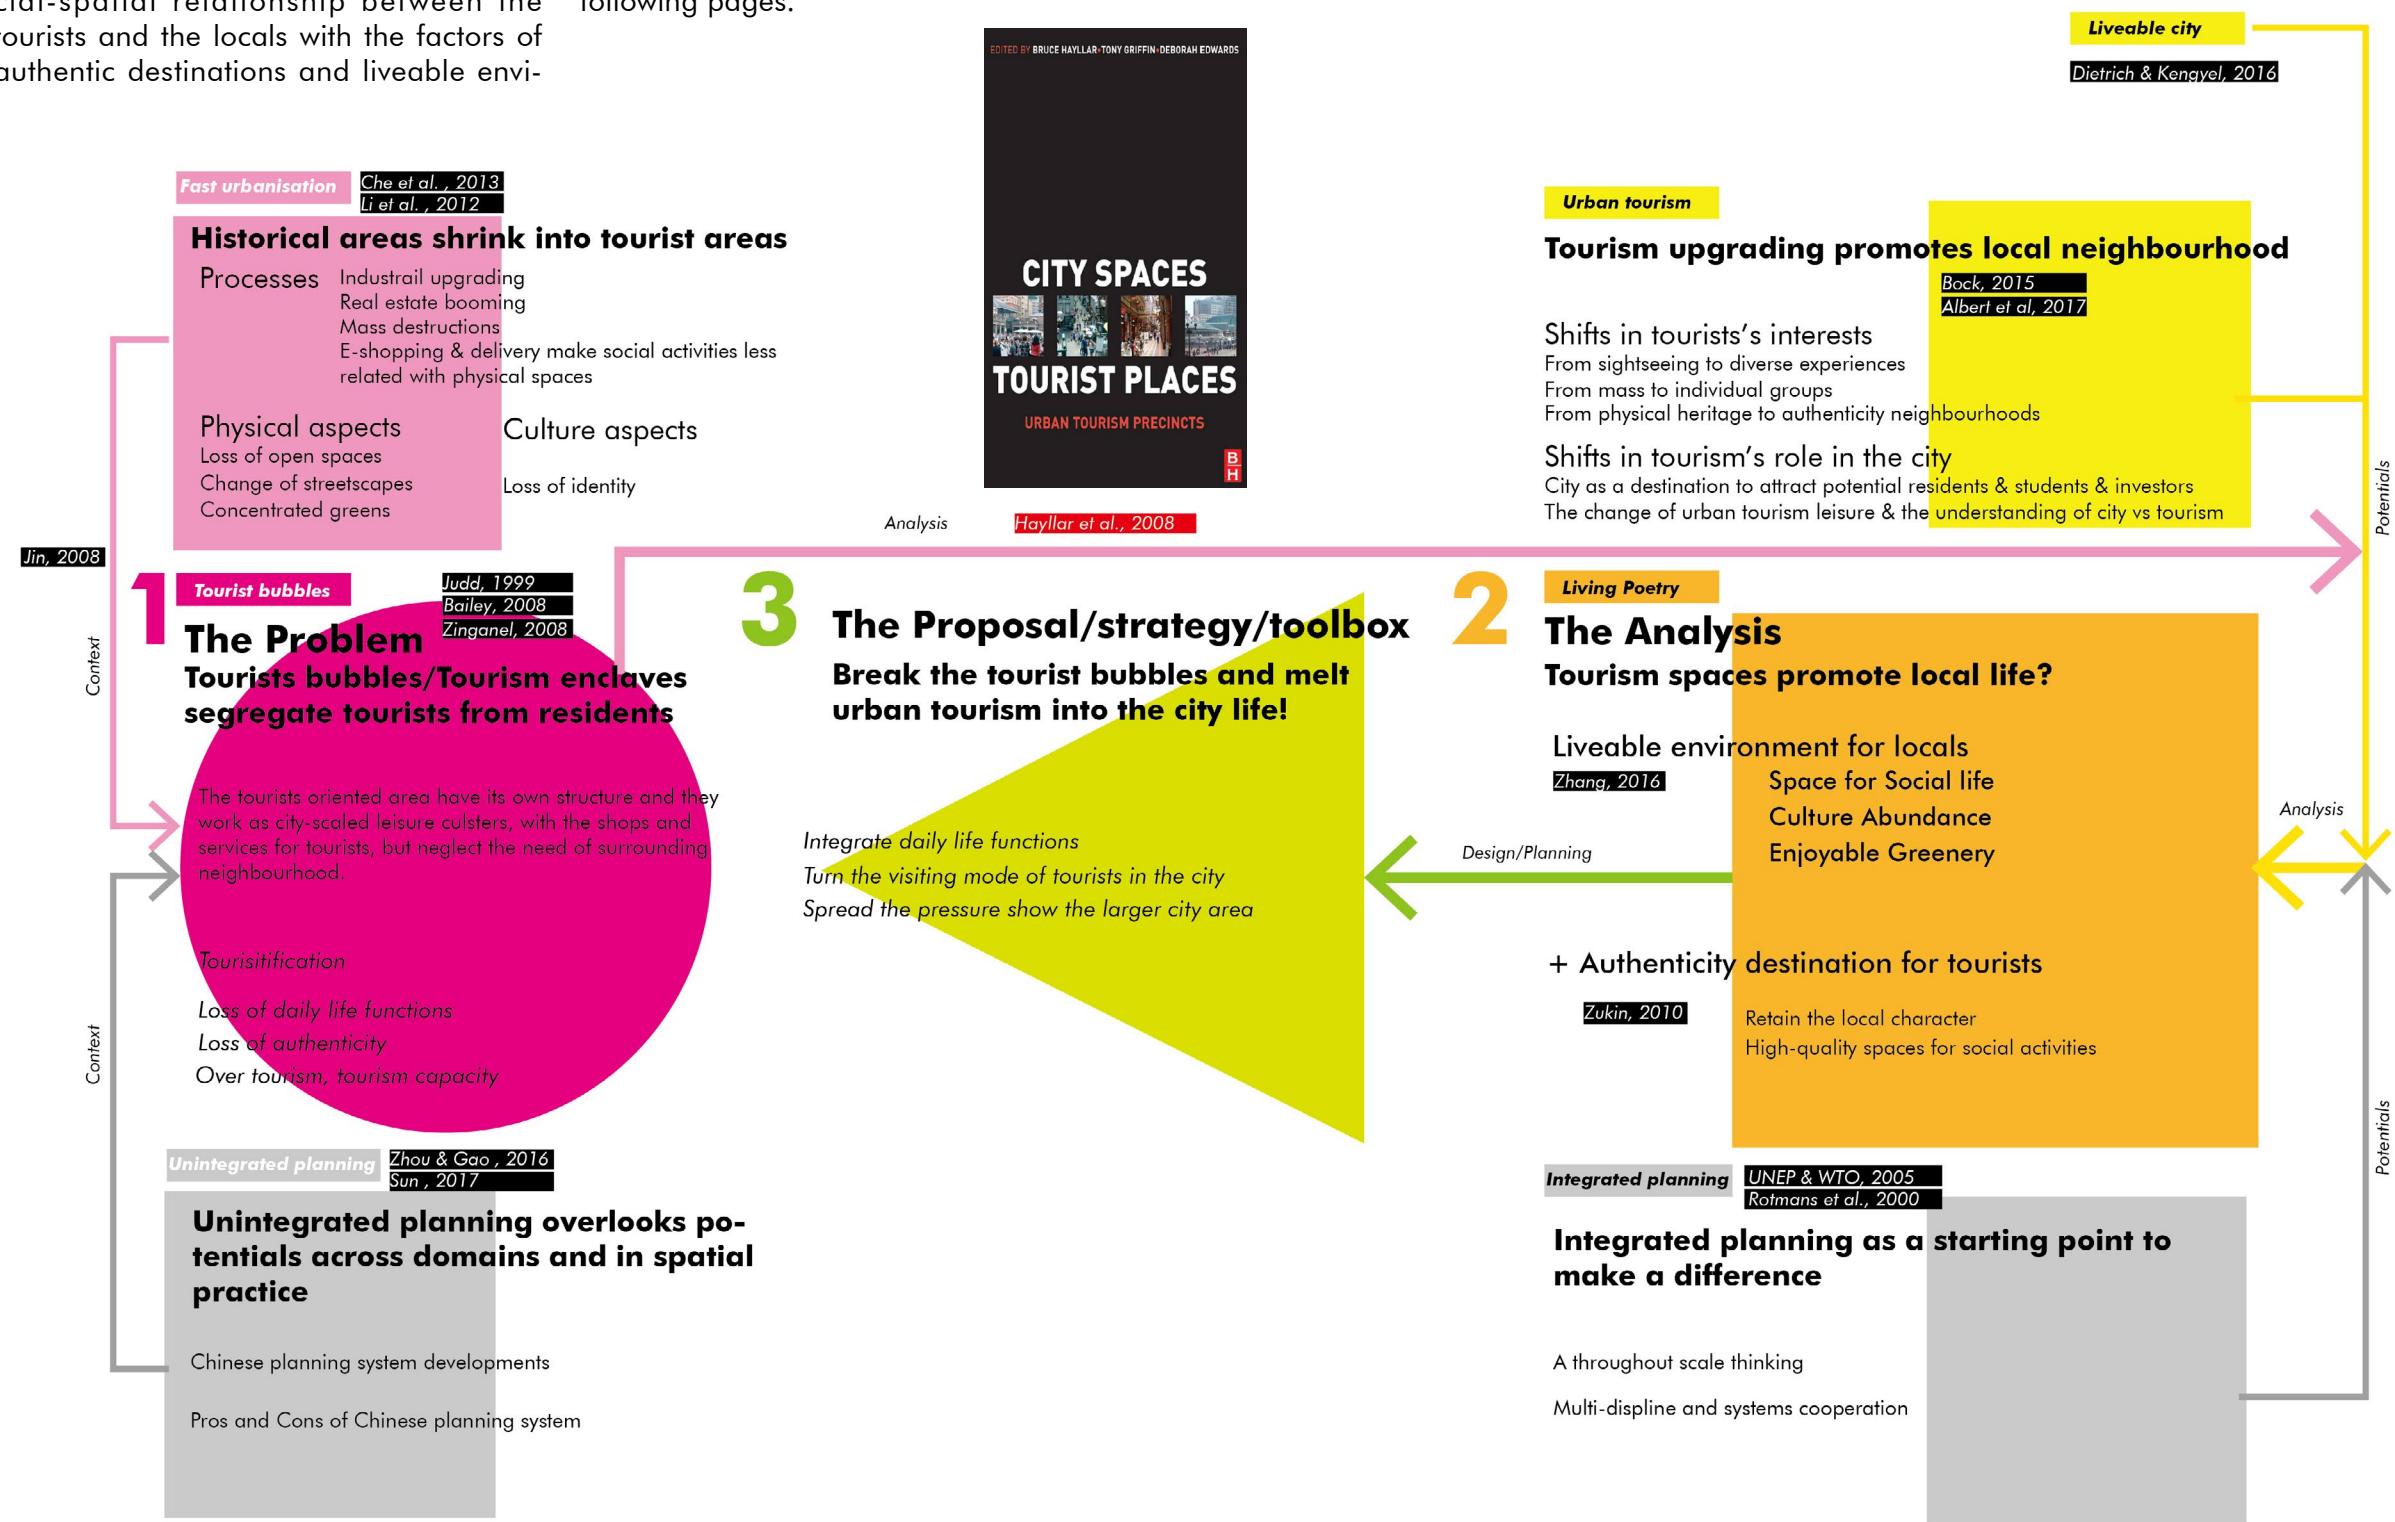 cial-spatial relationship between the
tourists and the locals with the factors of
authentic destinations and liveable envi-
following pages.
EDITED BY BRUCE HAYLLAR•TONY GRIFFIN•DEBORAH EDWARDS
CITY SPACES
TOURIST PLACES
URBAN TOURISM PRECINCTS
B
H
Analysis
Hayllar et al., 2008
Liveable city
Dietrich & Kengyel, 2016
Fast urbanisation
Che et al. , 2013
Li et al. , 2012
Historical areas shrink into tourist areas
Processes
Industrail upgrading
Real estate booming
Mass destructions
E-shopping & delivery make social activities less
related with physical spaces
Physical aspects
Loss of open spaces
Change of streetscapes
Concentrated greens
Culture aspects
Loss of identity
Urban tourism
Tourism upgrading promotes local neighbourhood
Bock, 2015
Albert et al, 2017
Shifts in tourists's interests
From sightseeing to diverse experiences
From mass to individual groups
From physical heritage to authenticity neighbourhoods
Shifts in tourism's role in the city
City as a destination to attract potential residents & students & investors
The change of urban tourism leisure & the understanding of city vs tourism
Potentials
Jin, 2008
Context
1
Tourist bubbles
Judd, 1999
Bailey, 2008
Zinganel, 2008
The Problem
Tourists bubbles/Tourism enclaves
segregate tourists from residents
The tourists oriented area have its own structure and they
work as city-scaled leisure culsters, with the shops and
services for tourists, but neglect the need of surrounding
neighbourhood.
Tourisitification
Loss of daily life functions
Loss of authenticity
Over tourism, tourism capacity
3
The Proposal/strategy/toolbox
Break the tourist bubbles and melt
urban tourism into the city life!
Integrate daily life functions
Turn the visiting mode of tourists in the city
Spread the pressure show the larger city area
Design/Planning
2
Living Poetry
The Analysis
Tourism spaces promote local life?
Liveable environment for locals
Zhang, 2016
Space for Social life
Culture Abundance
Enjoyable Greenery
+ Authenticity destination for tourists
Zukin, 2010
Retain the local character
High-quality spaces for social activities
Analysis
Context
Unintegrated planning
Zhou & Gao , 2016
Sun , 2017
Unintegrated planning overlooks po-
tentials across domains and in spatial
practice
Chinese planning system developments
Pros and Cons of Chinese planning system
Integrated planning
UNEP & WTO, 2005
Rotmans et al., 2000
Integrated planning as a starting point to
make a difference
A throughout scale thinking
Multi-displine and systems cooperation
Potentials